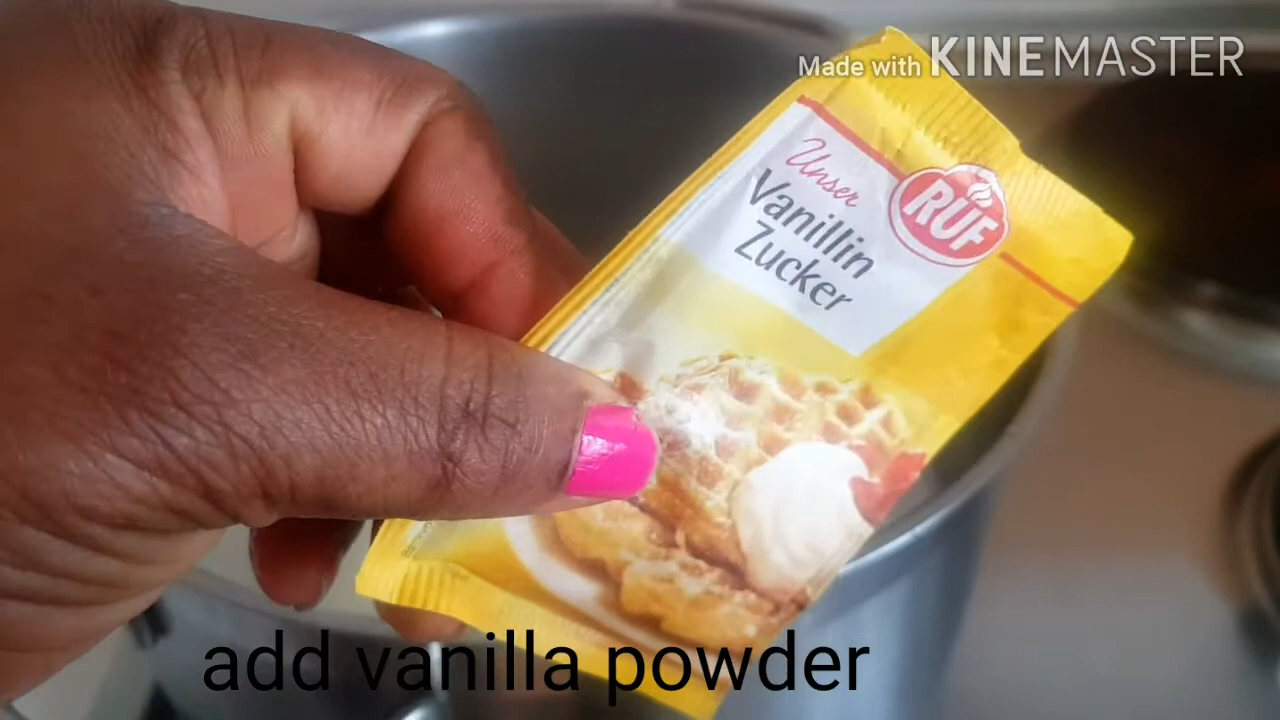 Made with KINEMASTER
RUF
Unser
Vanillin
Zucker
add vanilla powder